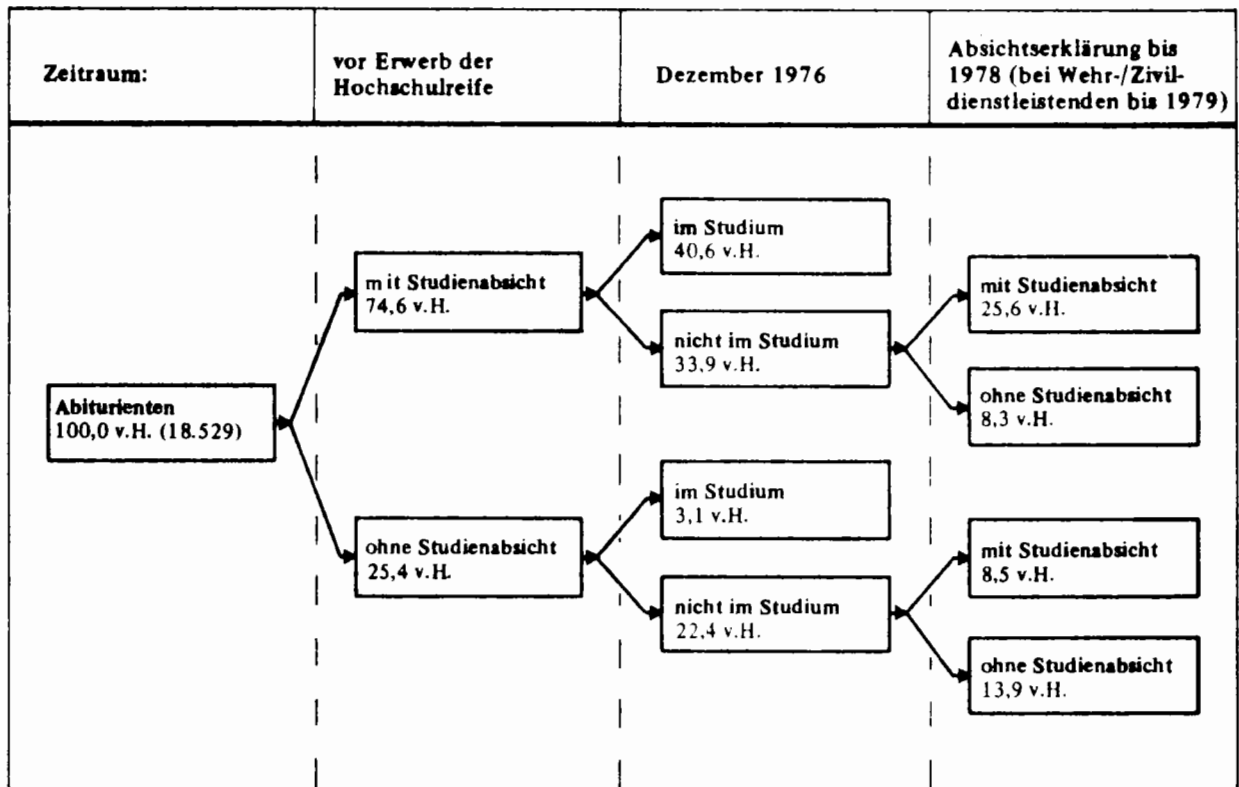 Zeitraum:
vor Erwerb der
Hochschulreife
Dezember 1976
Absichtserklärung bis
1978 (bei Wehr-/Zivil-
dienstleistenden bis 1979)
Abiturienten
100,0 v.H. (18.529)
mit Studienabsicht
74,6 v.H.
ohne Studienabsicht
25,4 v.H.
im Studium
40,6 v.H.
nicht im Studium
33,9 v.H.
im Studium
3,1 v.H.
nicht im Studium
22,4 v.H.
mit Studienabsicht
25,6 v.H.
ohne Studienabsicht
8,3 v.H.
mit Studienabsicht
8,5 v.H.
ohne Studienabsicht
13,9 v.H.